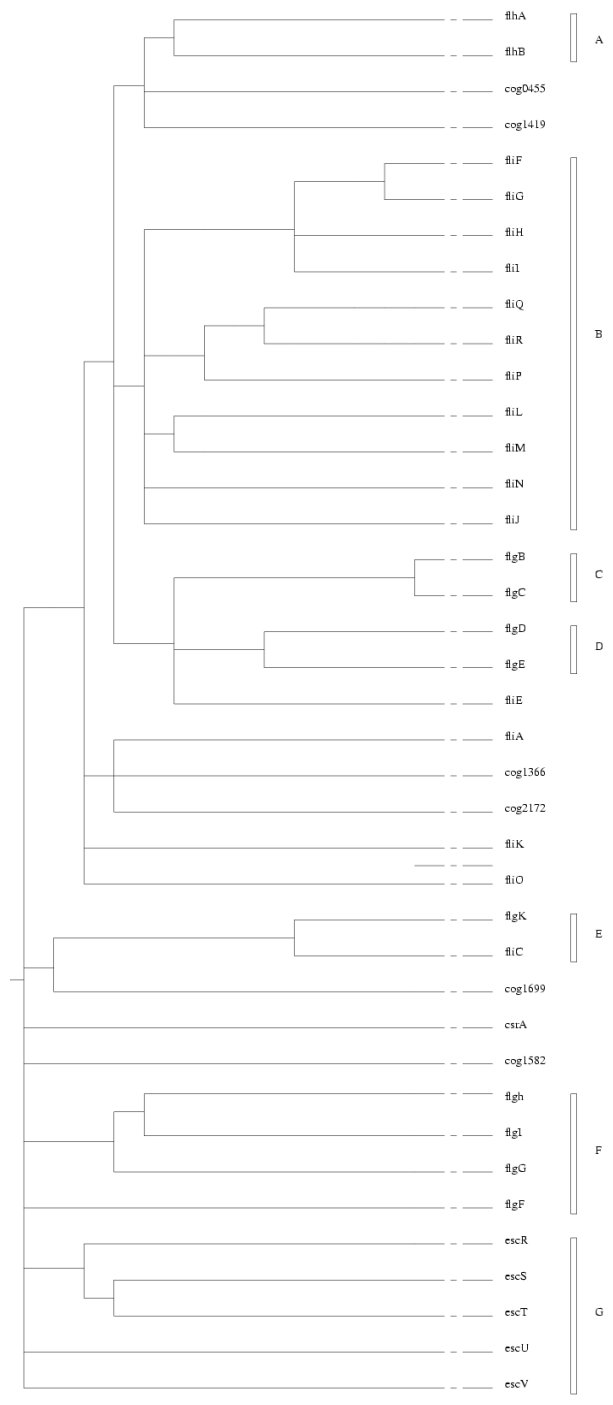 flhA
A
flhB
cog0455
cog1419
fliF
fliG
fliH
fliI
fliQ
B
fliR
fliP
fliL
fliM
fliN
fliJ
flgB
C
flgC
flgD
D
flgE
fliE
fliA
cog1366
cog2172
fliK
fliO
flgK
E
fliC
cog1699
csrA
cog1582
flgh
flgI
F
flgG
flgF
escR
escS
escT
G
escU
escV